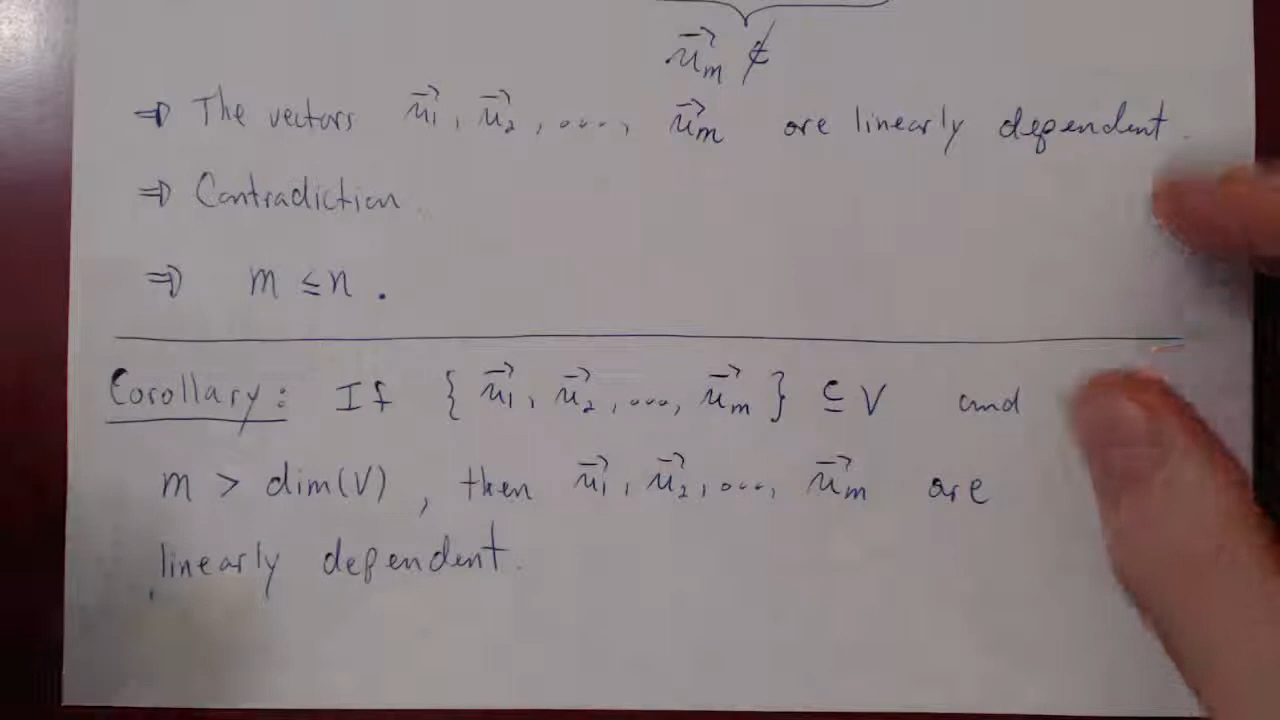 u⃗m ∉
⇒ The vectors u⃗1, u⃗2, ...., u⃗m are linearly dependent.
⇒ Contradiction.
⇒ m ≤ n.
Corollary: If { u⃗1, u⃗2, ..., u⃗m } ⊆ V and
m > dim(V), then u⃗1, u⃗2, ..., u⃗m are
linearly dependent.